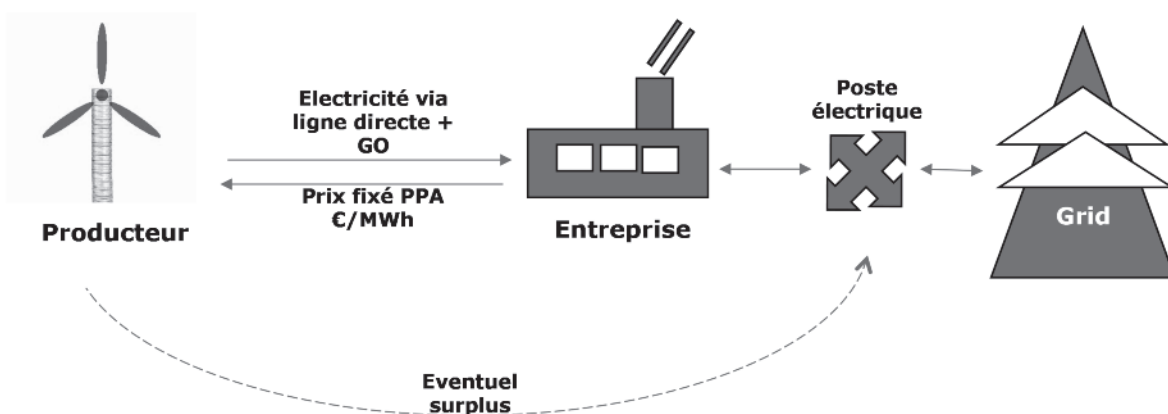 Electricité via
ligne directe +
GO
Prix fixé PPA
€/MWh
Producteur
Entreprise
Poste
électrique
Grid
Eventuel
surplus